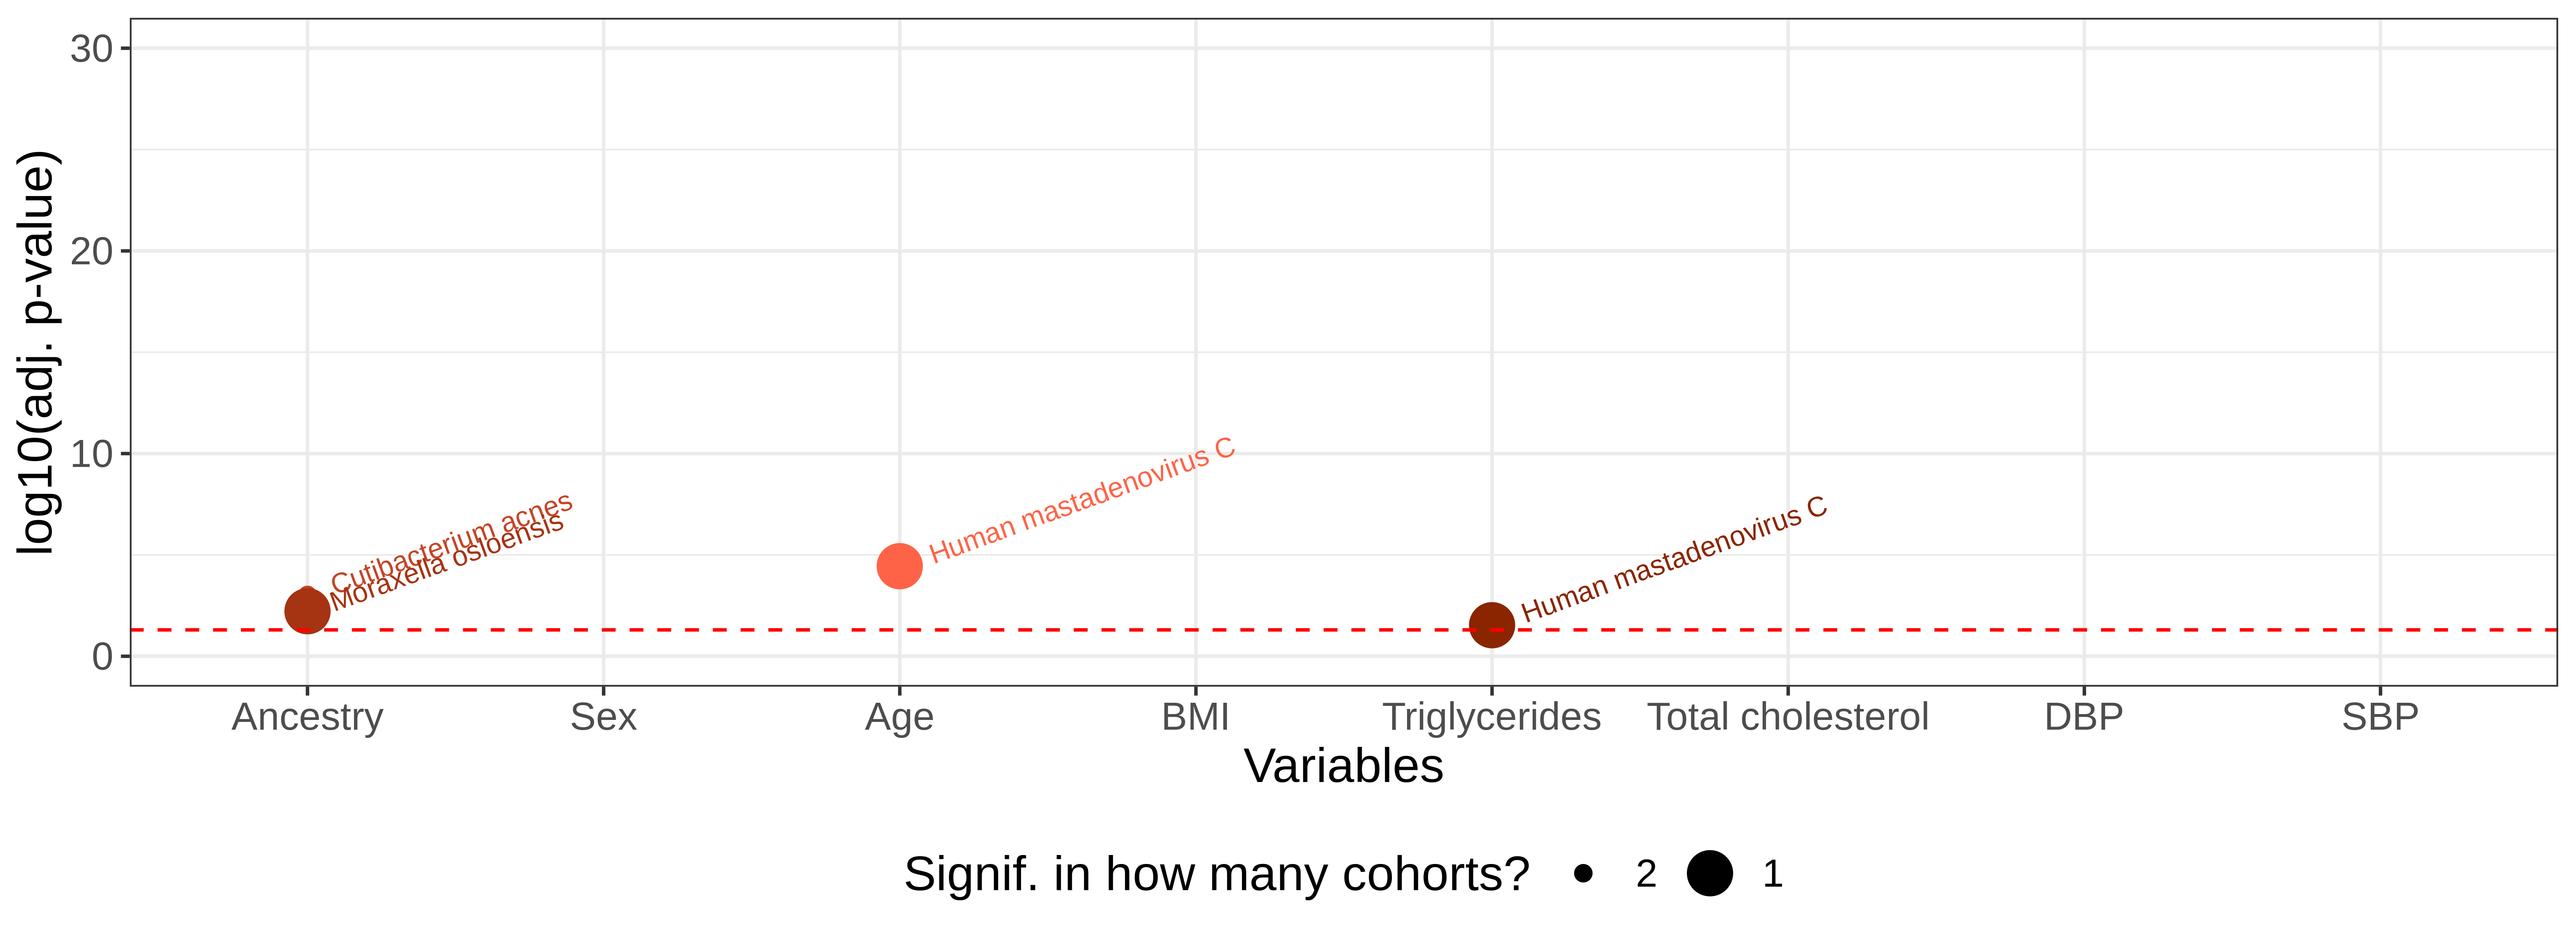 log10(adj. p-value)
30
20
10
0
Cutibacterium acnes
Moraxella osloensis
Human mastadenovirus C
Human mastadenovirus C
Ancestry Sex Age BMI Triglycerides Total cholesterol DBP SBP
Variables
Signif. in how many cohorts? 2 1